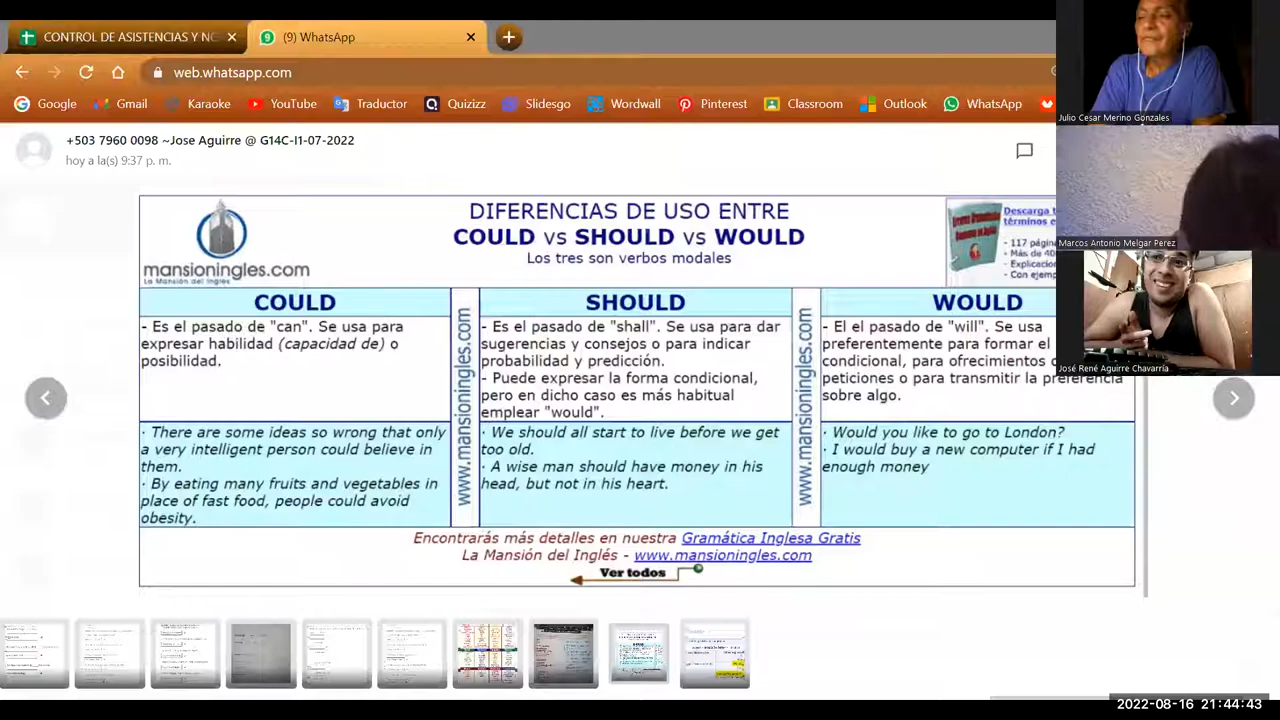 CONTROL DE ASISTENCIAS Y NO
(9) WhatsApp
web.whatsapp.com
Google
Gmail
Karaoke
YouTube
Traductor
Quizizz
Slidesgo
Wordwall
Pinterest
Classroom
Outlook
WhatsApp
+503 7960 0098 ~Jose Aguirre @ G14C-I1-07-2022
hoy a la(s) 9:37 p. m.
Julio Cesar Merino Gonzales
Marcos Antonio Melgar Perez
José René Aguirre Chavarría
mansioningles.com
La Mansión del Inglés
DIFERENCIAS DE USO ENTRE
COULD vs SHOULD vs WOULD
Los tres son verbos modales
Descarga
términos
- 117 págin
- Más de 40
- Explicacio
- Con ejemp
COULD
- Es el pasado de "can". Se usa para
expresar habilidad (capacidad de) o
posibilidad.
· There are some ideas so wrong that only
a very intelligent person could believe in
them.
· By eating many fruits and vegetables in
place of fast food, people could avoid
obesity.
www.mansioningles.com
SHOULD
- Es el pasado de "shall". Se usa para dar
sugerencias y consejos o para indicar
probabilidad y predicción.
- Puede expresar la forma condicional,
pero en dicho caso es más habitual
emplear "would".
· We should all start to live before we get
too old.
· A wise man should have money in his
head, but not in his heart.
www.mansioningles.com
WOULD
- El el pasado de "will". Se usa
preferentemente para formar el
condicional, para ofrecimientos o
peticiones o para transmitir la preferencia
sobre algo.
· Would you like to go to London?
· I would buy a new computer if I had
enough money
Encontrarás más detalles en nuestra Gramática Inglesa Gratis
La Mansión del Inglés - www.mansioningles.com
Ver todos
2022-08-16 21:44:43